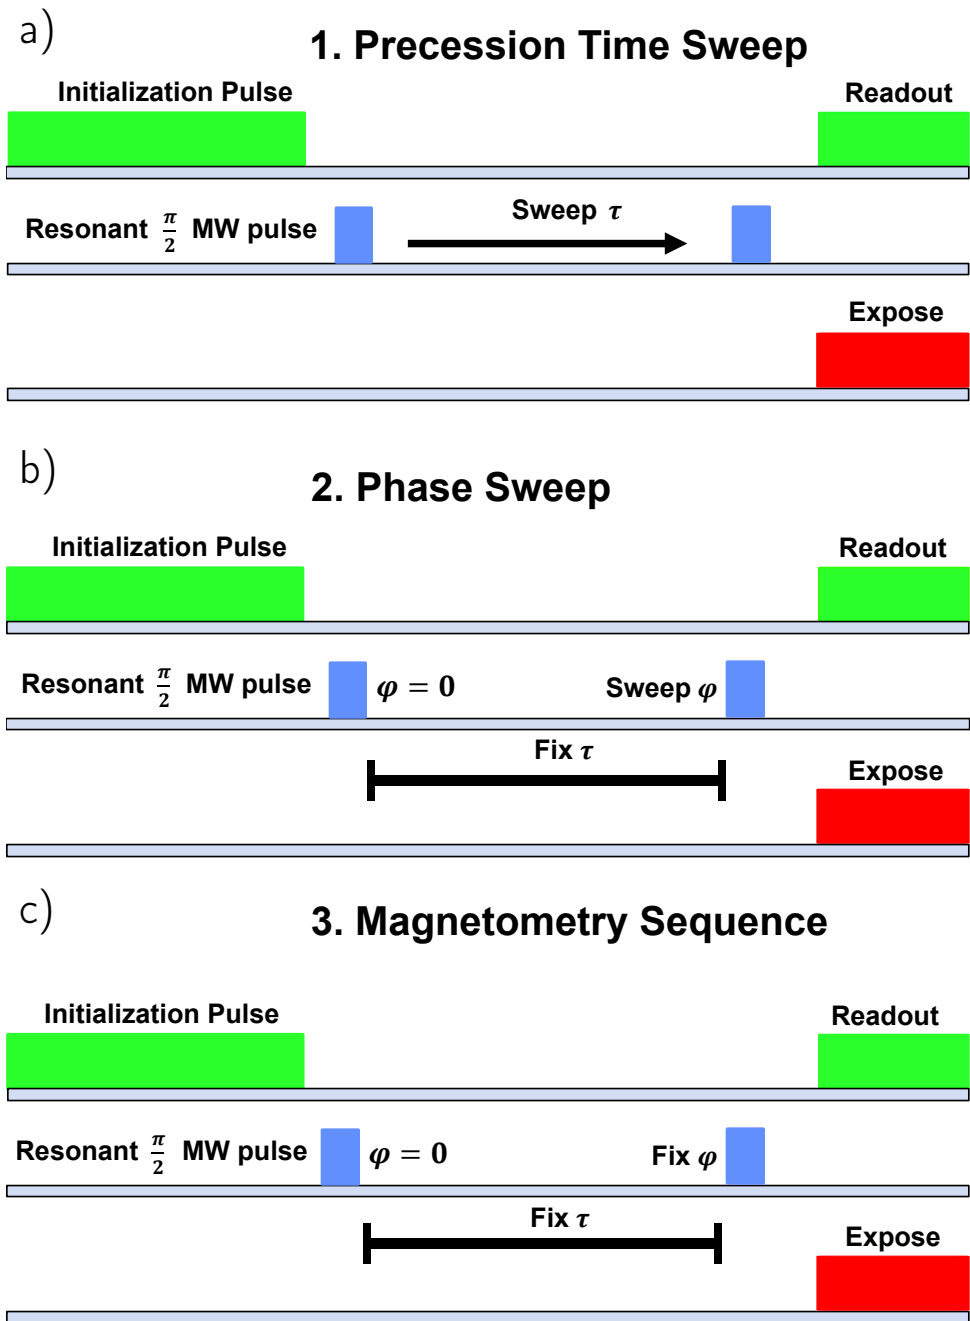 a)
1. Precession Time Sweep
Initialization Pulse Readout
Resonant π/2 MW pulse Sweep τ
Expose
b)
2. Phase Sweep
Initialization Pulse Readout
Resonant π/2 MW pulse φ = 0 Sweep φ
Fix τ
Expose
c)
3. Magnetometry Sequence
Initialization Pulse Readout
Resonant π/2 MW pulse φ = 0 Fix φ
Fix τ
Expose